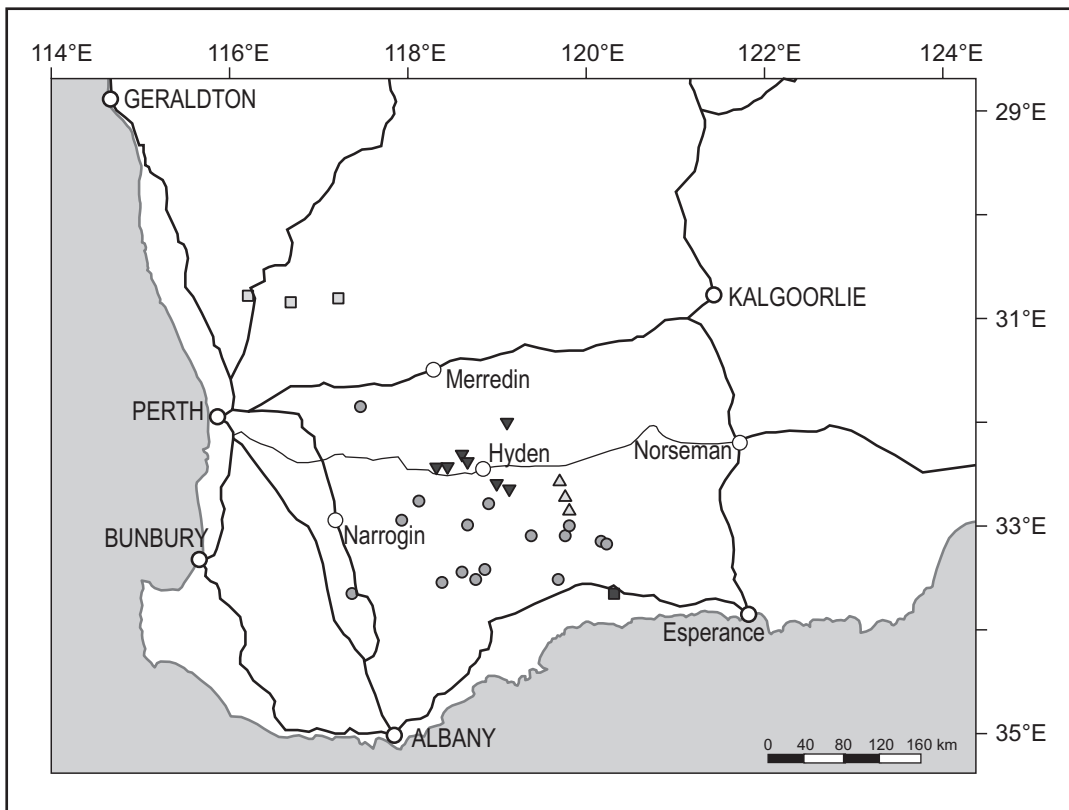 114°E 116°E 118°E 120°E 122°E 124°E
GERALDTON
29°E
KALGOORLIE
31°E
Merredin
PERTH
Hyden
Norseman
Narrogin
33°E
BUNBURY
Esperance
ALBANY
35°E
0 40 80 120 160 km